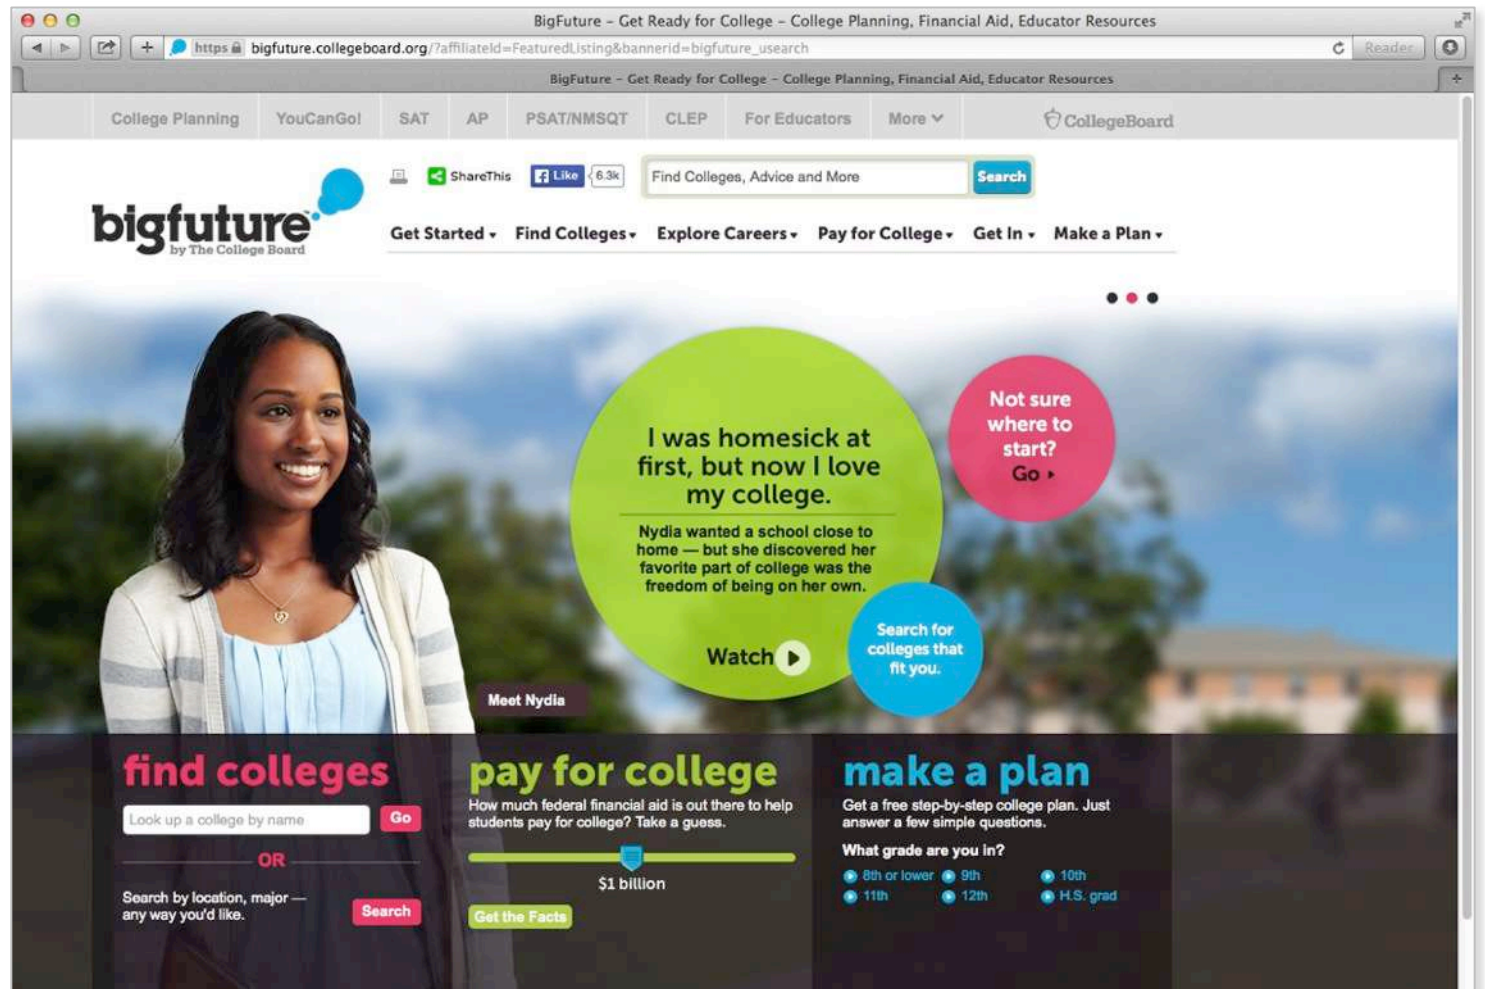 BigFuture – Get Ready for College – College Planning, Financial Aid, Educator Resources
https bigfuture.collegeboard.org/?affiliateId=FeaturedListing&bannerid=bigfuture_usearch
Reader
BigFuture – Get Ready for College – College Planning, Financial Aid, Educator Resources
College Planning YouCanGo! SAT AP PSAT/NMSQT CLEP For Educators More CollegeBoard
ShareThis Like 6.3k Find Colleges, Advice and More Search
bigfuture
by The College Board
Get Started Find Colleges Explore Careers Pay for College Get In Make a Plan
I was homesick at
first, but now I love
my college.
Nydia wanted a school close to
home — but she discovered her
favorite part of college was the
freedom of being on her own.
Watch
Not sure
where to
start?
Go
Search for
colleges that
fit you.
Meet Nydia
find colleges
Look up a college by name Go
OR
Search by location, major —
any way you'd like.
Search
pay for college
How much federal financial aid is out there to help
students pay for college? Take a guess.
$1 billion
Get the Facts
make a plan
Get a free step-by-step college plan. Just
answer a few simple questions.
What grade are you in?
8th or lower 9th 10th
11th 12th H.S. grad